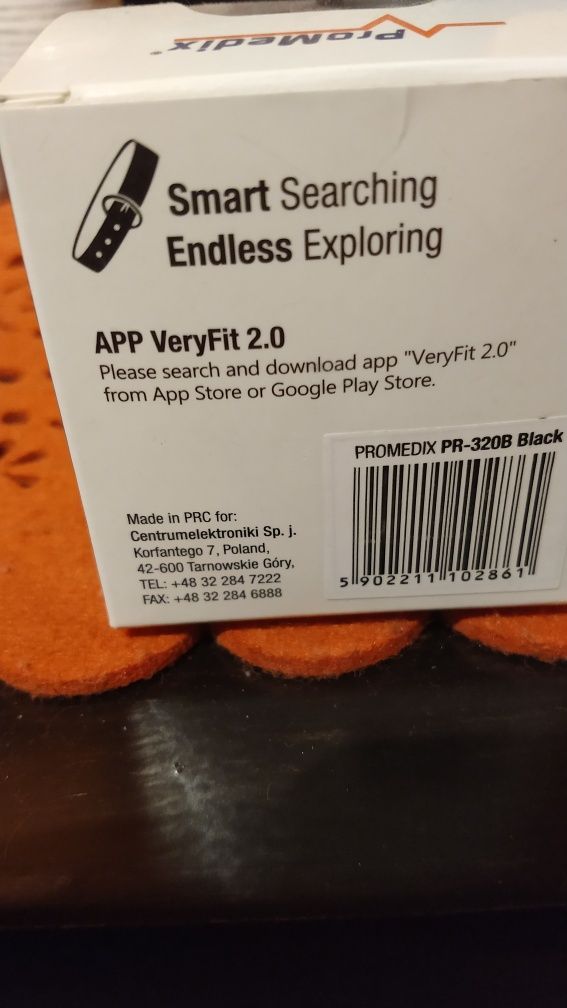 ProMedix®
Smart Searching
Endless Exploring
APP VeryFit 2.0
Please search and download app "VeryFit 2.0"
from App Store or Google Play Store.
PROMEDIX PR-320B Black
5 902211 102861
Made in PRC for:
Centrumelektroniki Sp. j.
Korfantego 7, Poland,
42-600 Tarnowskie Góry,
TEL: +48 32 284 7222
FAX: +48 32 284 6888